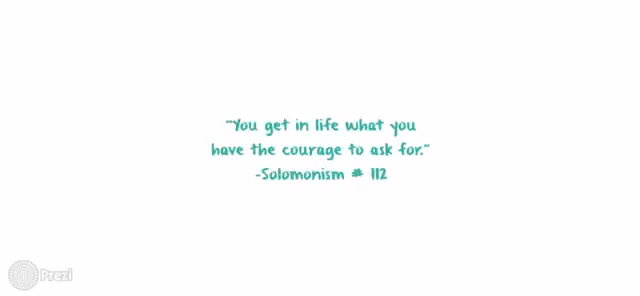 "You get in life what you
have the courage to ask for."
-Solomonism # 112
Prezi